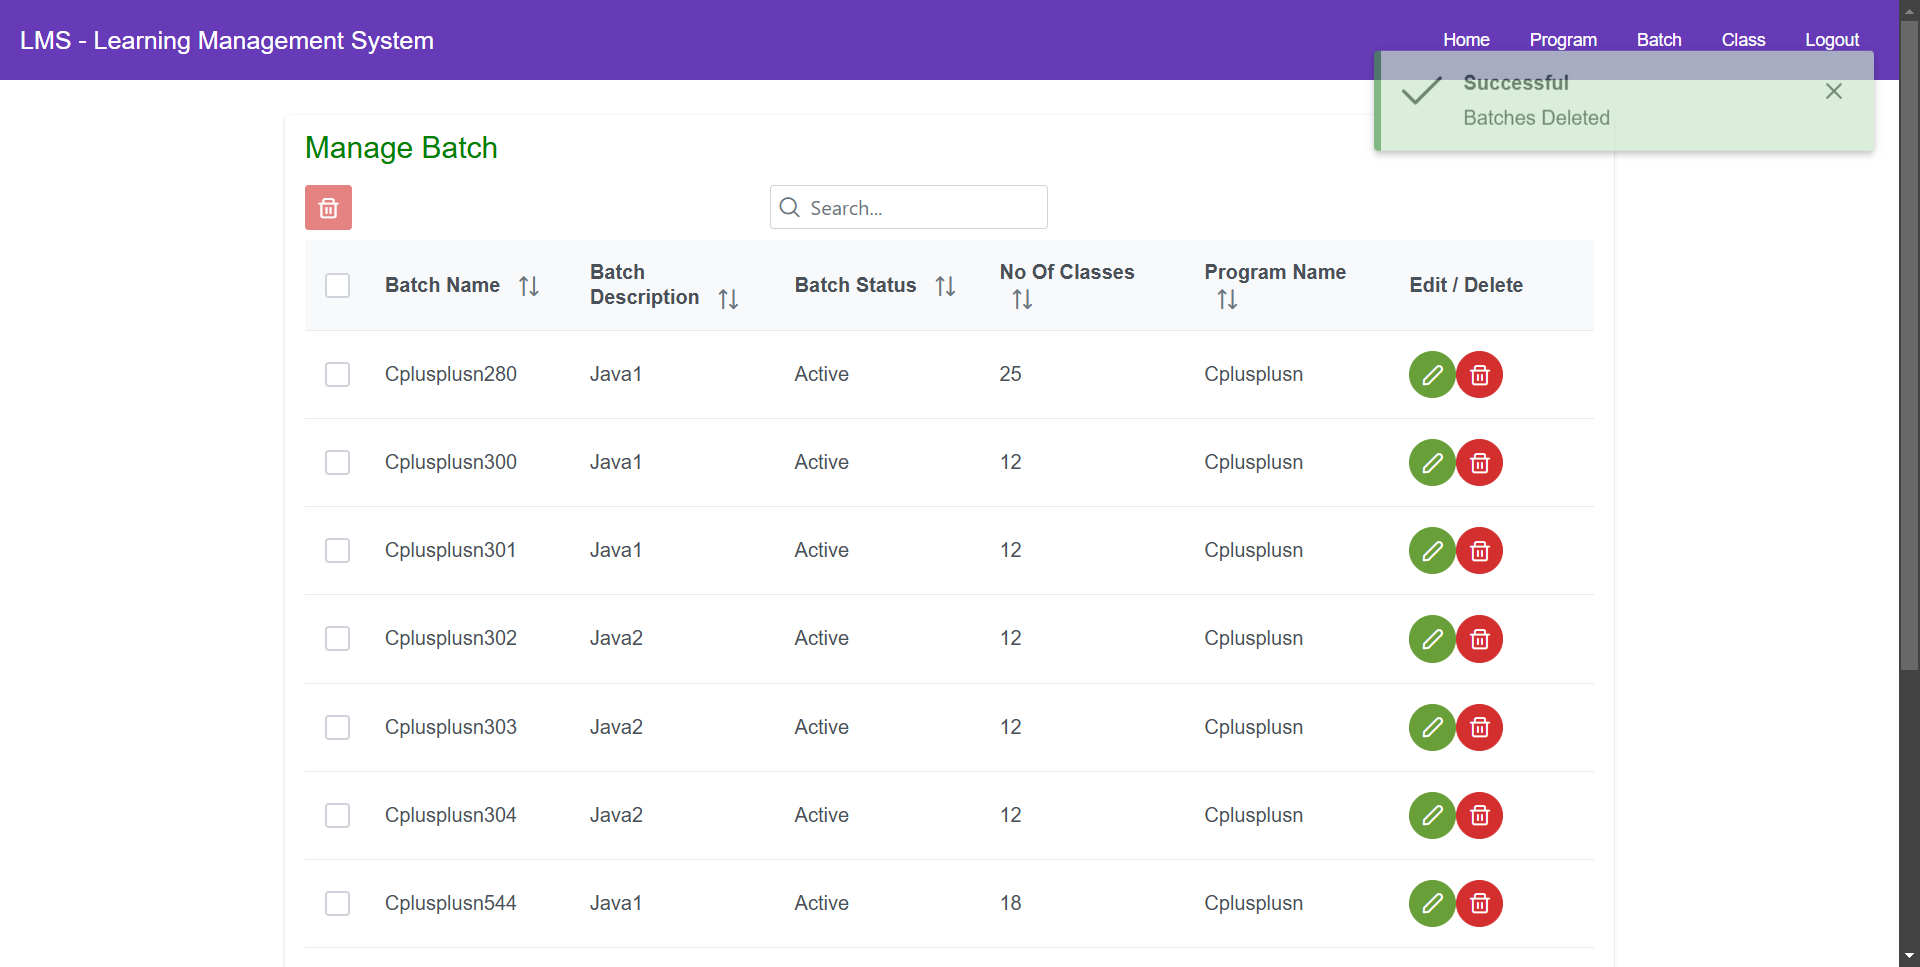 LMS - Learning Management System
Home Program Batch Class Logout
Successful
Batches Deleted
Manage Batch
Search...
Batch Name Batch Description Batch Status No Of Classes Program Name Edit / Delete
Cplusplusn280 Java1 Active 25 Cplusplusn
Cplusplusn300 Java1 Active 12 Cplusplusn
Cplusplusn301 Java1 Active 12 Cplusplusn
Cplusplusn302 Java2 Active 12 Cplusplusn
Cplusplusn303 Java2 Active 12 Cplusplusn
Cplusplusn304 Java2 Active 12 Cplusplusn
Cplusplusn544 Java1 Active 18 Cplusplusn